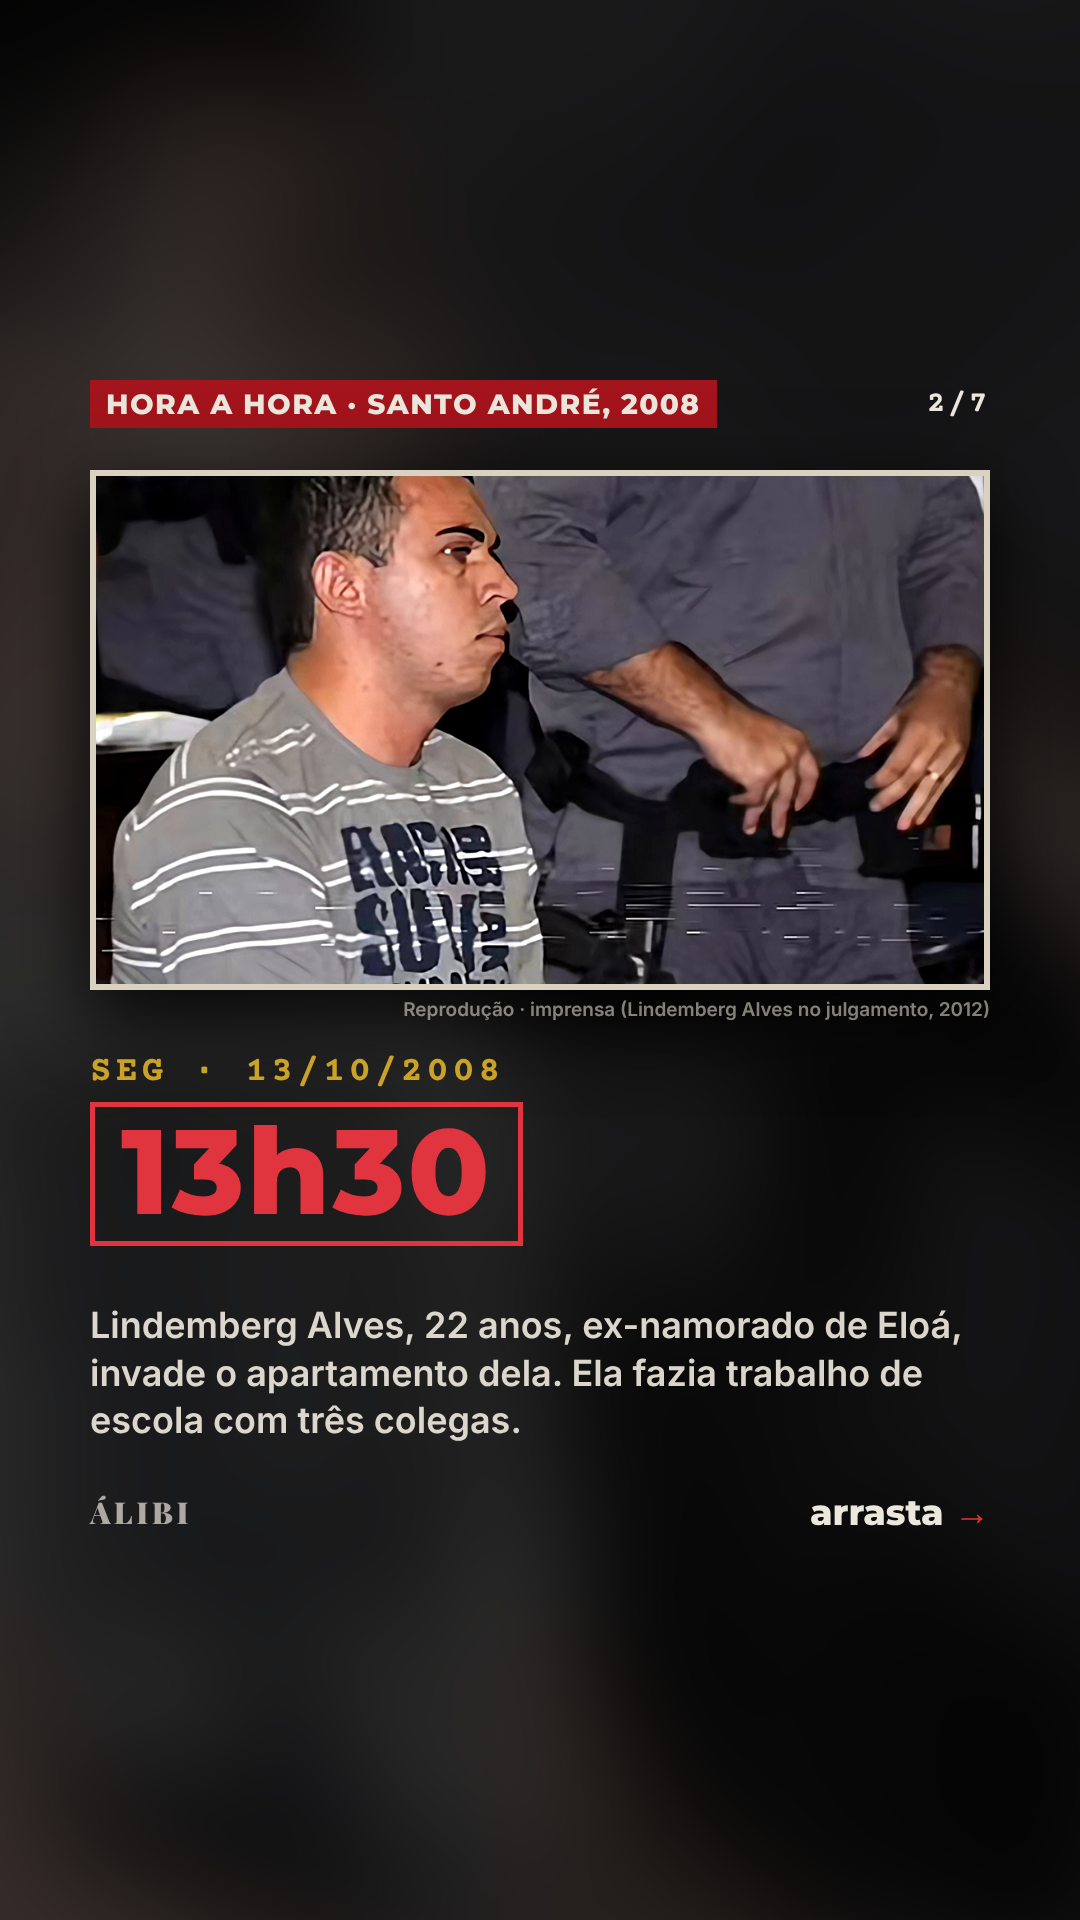 HORA A HORA · SANTO ANDRÉ, 2008
2/7
Reprodução · imprensa (Lindemberg Alves no julgamento, 2012)
SEG · 13/10/2008
13h30
Lindemberg Alves, 22 anos, ex-namorado de Eloá,
invade o apartamento dela. Ela fazia trabalho de
escola com três colegas.
ÁLIBI
arrasta →